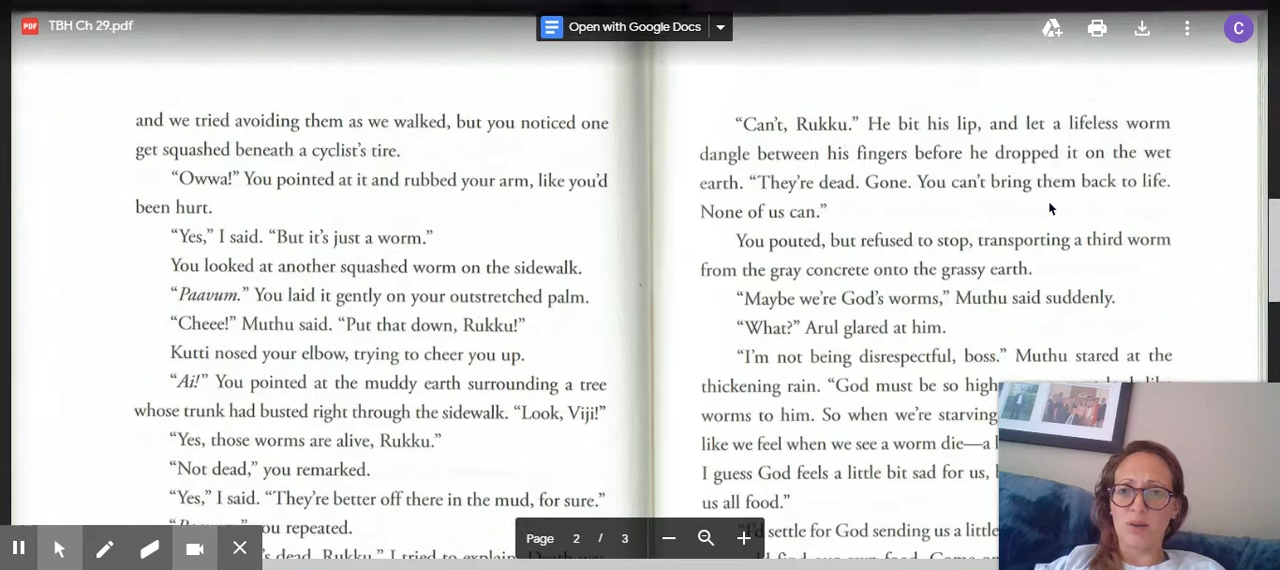 PDF
TBH Ch 29.pdf
Open with Google Docs
C
and we tried avoiding them as we walked, but you noticed one
get squashed beneath a cyclist's tire.
"Owwa!" You pointed at it and rubbed your arm, like you'd
been hurt.
"Yes," I said. "But it's just a worm."
You looked at another squashed worm on the sidewalk.
"Paavum." You laid it gently on your outstretched palm.
"Cheee!" Muthu said. "Put that down, Rukku!"
Kutti nosed your elbow, trying to cheer you up.
"Ai!" You pointed at the muddy earth surrounding a tree
whose trunk had busted right through the sidewalk. "Look, Viji!"
"Yes, those worms are alive, Rukku."
"Not dead," you remarked.
"Yes," I said. "They're better off there in the mud, for sure."
you repeated.
dead, Rukku." I tried to explain.
"Can't, Rukku." He bit his lip, and let a lifeless worm
dangle between his fingers before he dropped it on the wet
earth. "They're dead. Gone. You can't bring them back to life.
None of us can."
You pouted, but refused to stop, transporting a third worm
from the gray concrete onto the grassy earth.
"Maybe we're God's worms," Muthu said suddenly.
"What?" Arul glared at him.
"I'm not being disrespectful, boss." Muthu stared at the
thickening rain. "God must be so high
worms to him. So when we're starving
like we feel when we see a worm die—a
I guess God feels a little bit sad for us,
us all food."
settle for God sending us a little
find our own food. Come
Page 2 / 3